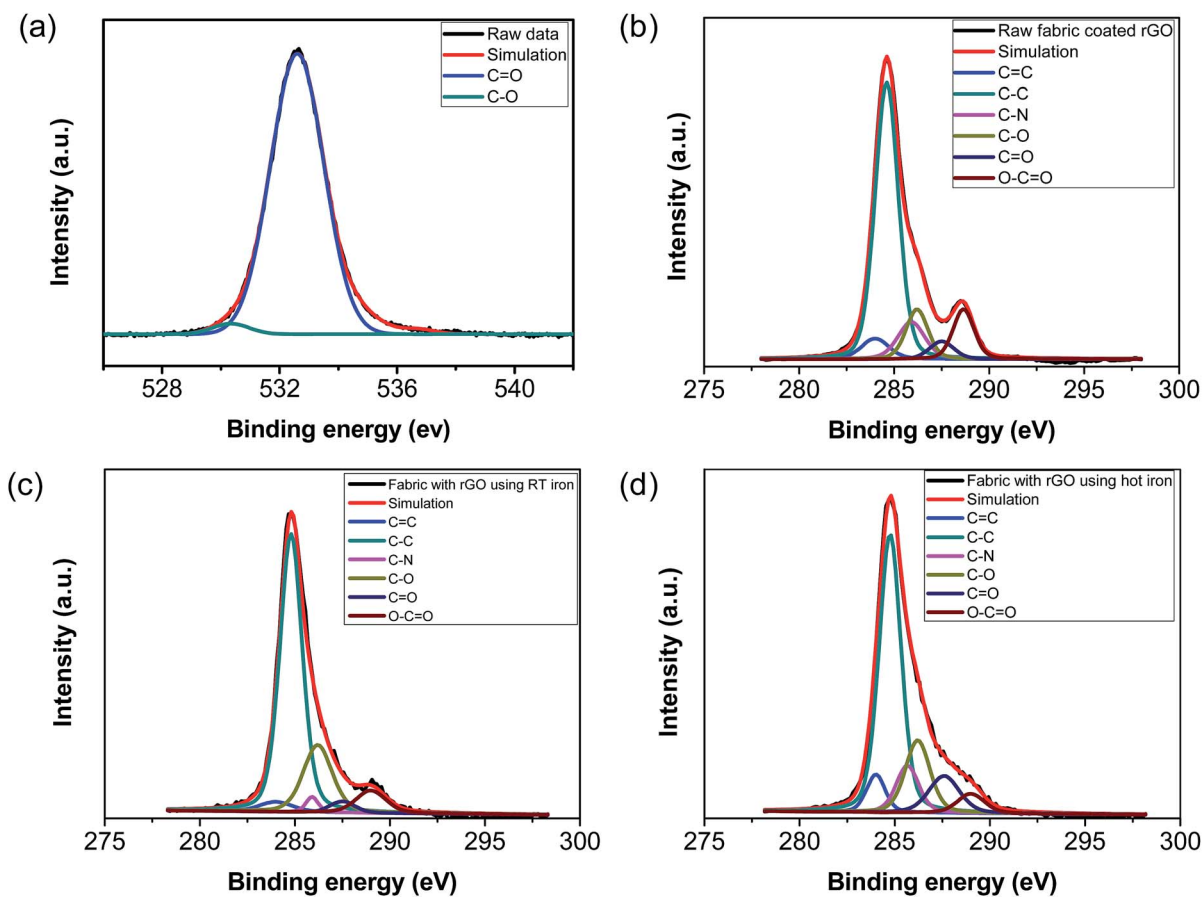 (a)
Raw data
Simulation
C=O
C-O
Intensity (a.u.)
528 532 536 540
Binding energy (ev)
(b)
Raw fabric coated rGO
Simulation
C=C
C-C
C-N
C-O
C=O
O-C=O
Intensity (a.u.)
275 280 285 290 295 300
Binding energy (eV)
(c)
Fabric with rGO using RT iron
Simulation
C=C
C-C
C-N
C-O
C=O
O-C=O
Intensity (a.u.)
275 280 285 290 295 300
Binding energy (eV)
(d)
Fabric with rGO using hot iron
Simulation
C=C
C-C
C-N
C-O
C=O
O-C=O
Intensity (a.u.)
275 280 285 290 295 300
Binding energy (eV)